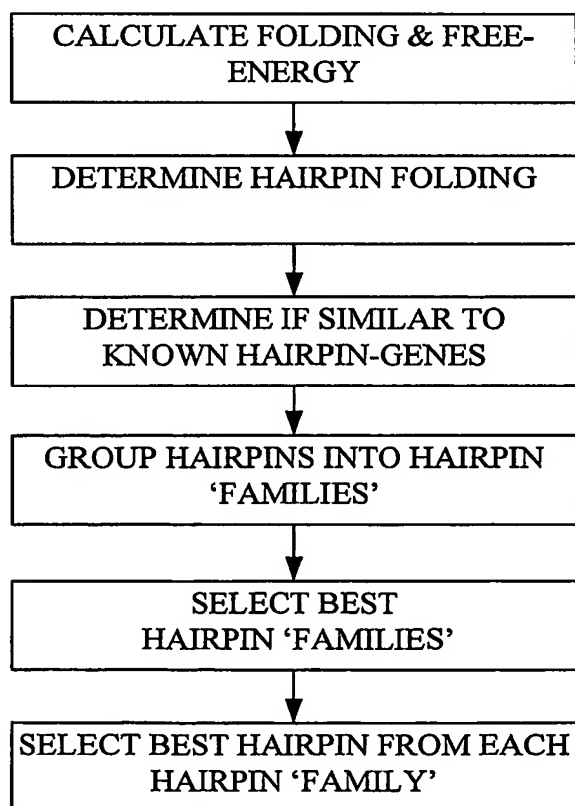 CALCULATE FOLDING & FREE-
ENERGY
DETERMINE HAIRPIN FOLDING
DETERMINE IF SIMILAR TO
KNOWN HAIRPIN-GENES
GROUP HAIRPINS INTO HAIRPIN
‘FAMILIES’
SELECT BEST
HAIRPIN ‘FAMILIES’
SELECT BEST HAIRPIN FROM EACH
HAIRPIN ‘FAMILY’